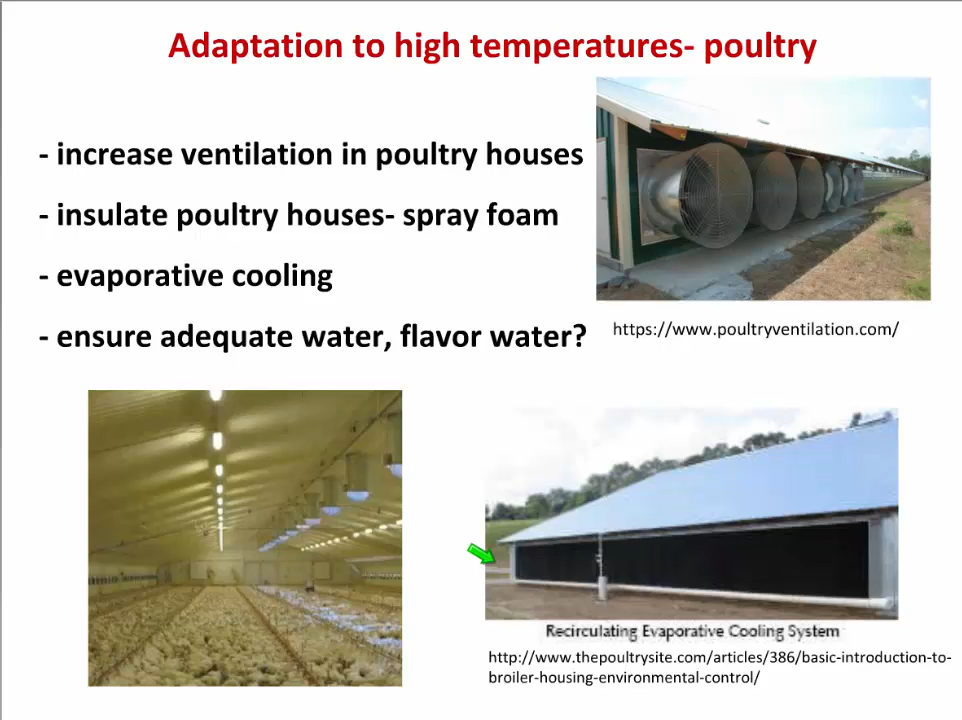 Adaptation to high temperatures- poultry
- increase ventilation in poultry houses
- insulate poultry houses- spray foam
- evaporative cooling
- ensure adequate water, flavor water?
https://www.poultryventilation.com/
Recirculating Evaporative Cooling System
http://www.thepoultrysite.com/articles/386/basic-introduction-to-
broiler-housing-environmental-control/